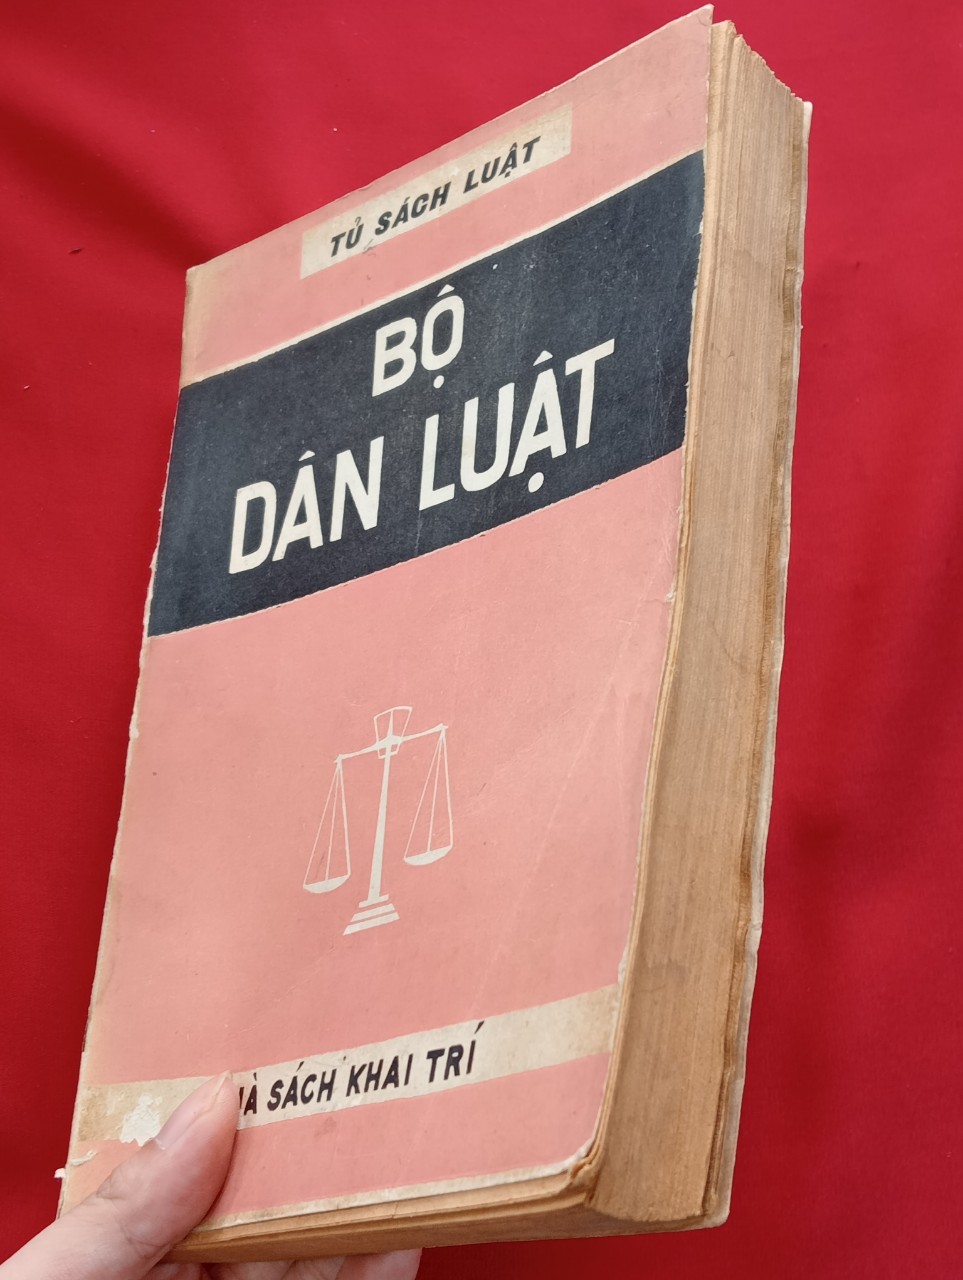 TỦ SÁCH LUẬT
BỘ
DÂN LUẬT
SÁCH KHAI TRÍ